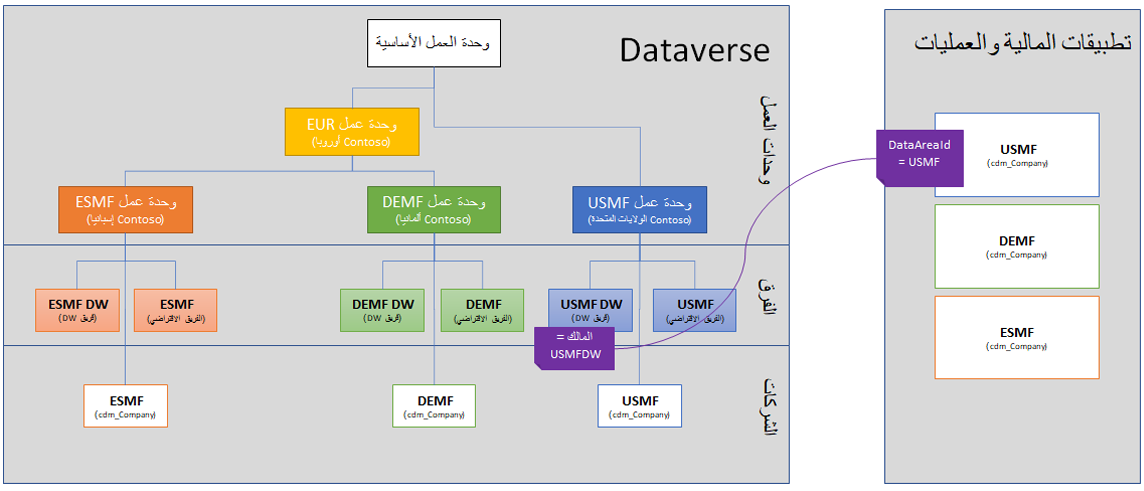 وحدة العمل الأساسية
Dataverse
وحدات العمل
وحدة عمل EUR
(Contoso أوروبا)
وحدة عمل ESMF
(Contoso إسبانيا)
وحدة عمل DEMF
(Contoso ألمانيا)
وحدة عمل USMF
(Contoso الولايات المتحدة)
الفرق
ESMF DW
(فريق DW)
ESMF
(الفريق الافتراضي)
DEMF DW
(فريق DW)
DEMF
(الفريق الافتراضي)
USMF DW
(فريق DW)
USMF
(الفريق الافتراضي)
المالك =
USMFDW
الشركات
ESMF
(cdm_Company)
DEMF
(cdm_Company)
USMF
(cdm_Company)
تطبيقات المالية والعمليات
DataAreaId
= USMF
USMF
(cdm_Company)
DEMF
(cdm_Company)
ESMF
(cdm_Company)